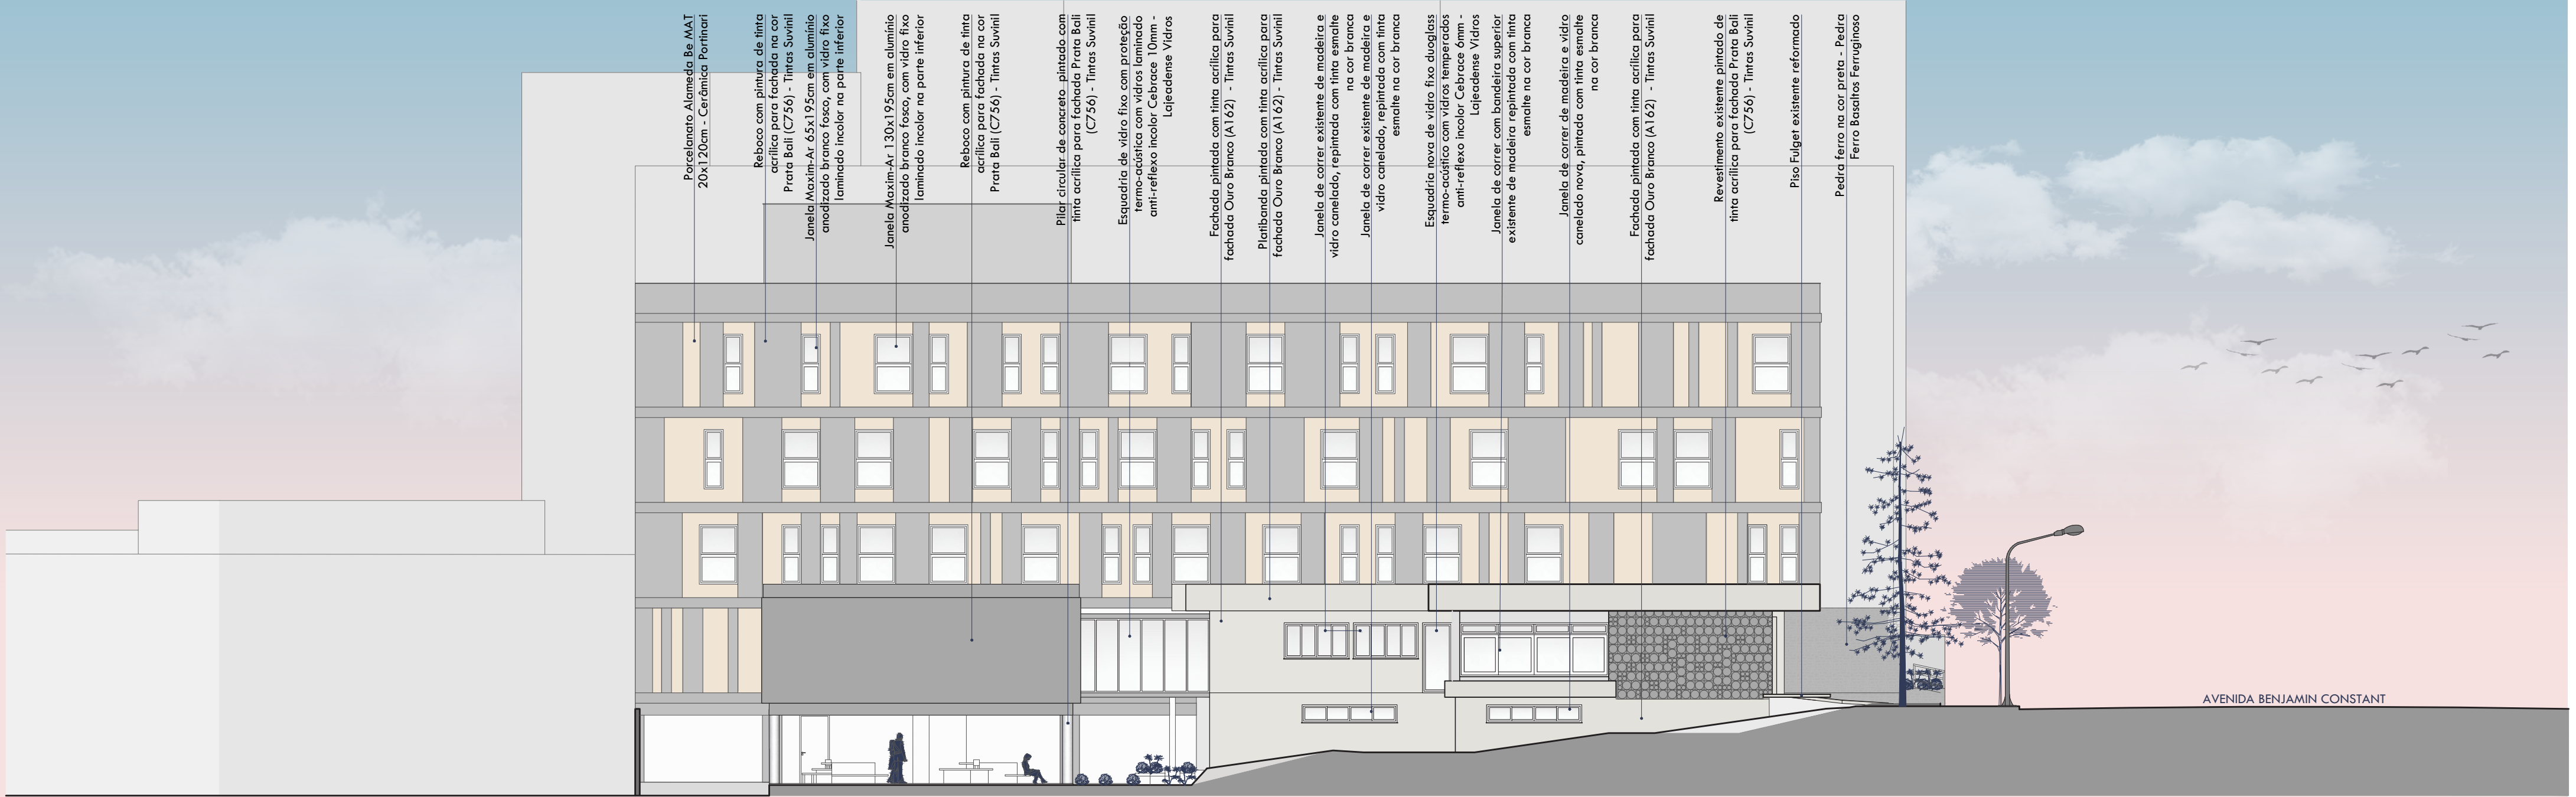 Porcelanato Alameda Be MAT
20x120cm - Cerâmica Portinari
Reboco com pintura de tinta
acrílica para fachada na cor
Prata Bali (C756) - Tintas Suvinil
Janela Maxim-Ar 65x195cm em alumínio
anodizado branco fosco, com vidro fixo
laminado incolor na parte inferior
Janela Maxim-Ar 130x195cm em alumínio
anodizado branco fosco, com vidro fixo
laminado incolor na parte inferior
Reboco com pintura de tinta
acrílica para fachada na cor
Prata Bali (C756) - Tintas Suvinil
Pilar circular de concreto pintado com
tinta acrílica para fachada Prata Bali
(C756) - Tintas Suvinil
Esquadria de vidro fixo com proteção
termo-acústica com vidros laminado
anti-reflexo incolor Cebrace 10mm -
Lajeadense Vidros
Fachada pintada com tinta acrílica para
fachada Ouro Branco (A162) - Tintas Suvinil
Platibanda pintada com tinta acrílica para
fachada Ouro Branco (A162) - Tintas Suvinil
Janela de correr existente de madeira e
vidro canelado, repintada com tinta esmalte
na cor branca
Janela de correr existente de madeira e
vidro canelado, repintada com tinta
esmalte na cor branca
Esquadria nova de vidro fixo duoglass
termo-acústico com vidros temperados
anti-reflexo incolor Cebrace 6mm -
Lajeadense Vidros
Janela de correr com bandeira superior
existente de madeira repintada com tinta
esmalte na cor branca
Janela de correr de madeira e vidro
canelado nova, pintada com tinta esmalte
na cor branca
Fachada pintada com tinta acrílica para
fachada Ouro Branco (A162) - Tintas Suvinil
Revestimento existente pintado de
tinta acrílica para fachada Prata Bali
(C756) - Tintas Suvinil
Piso Fulget existente reformado
Pedra ferro na cor preta - Pedra
Ferro Basaltos Ferruginoso
AVENIDA BENJAMIN CONSTANT